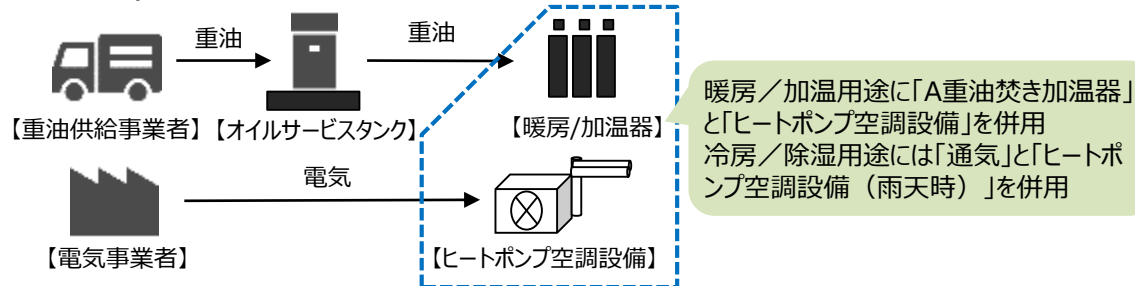 重油
重油
【重油供給事業者】
【オイルサービスタンク】
【暖房/加温器】
暖房／加温用途に「A重油焚き加温器」
と「ヒートポンプ空調設備」を併用
冷房／除湿用途には「通気」と「ヒートポ
ンプ空調設備（雨天時）」を併用
電気
【電気事業者】
【ヒートポンプ空調設備】